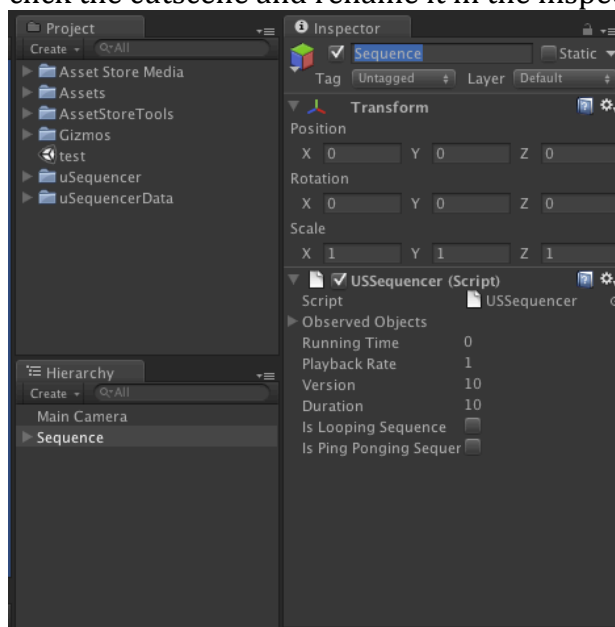 click the cutscene and rename it in the inspe
Project
Create
All
Asset Store Media
Assets
AssetStoreTools
Gizmos
test
uSequencer
uSequencerData
Hierarchy
Create
All
Main Camera
Sequence
Inspector
Sequence
Static
Tag Untagged Layer Default
Transform
Position
X 0 Y 0 Z 0
Rotation
X 0 Y 0 Z 0
Scale
X 1 Y 1 Z 1
USSequencer (Script)
Script USSequencer
Observed Objects
Running Time 0
Playback Rate 1
Version 10
Duration 10
Is Looping Sequence
Is Ping Ponging Sequer